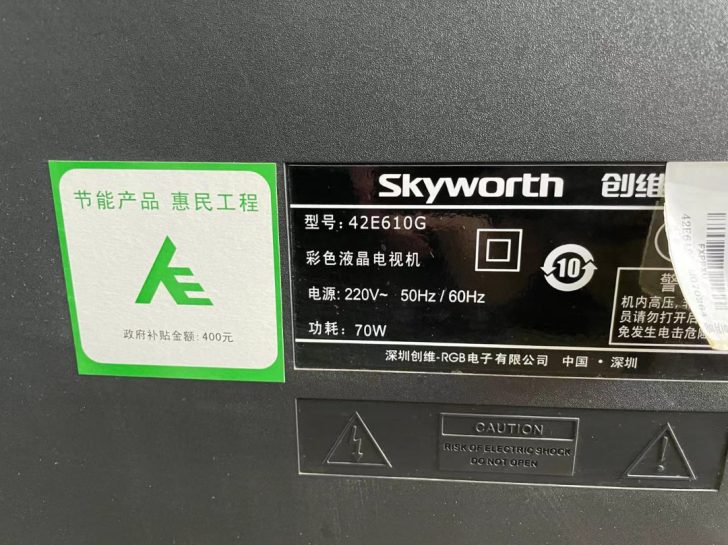 节能产品 惠民工程
政府补贴金额:400元
Skyworth 创维
型号: 42E610G
彩色液晶电视机
电源: 220V~ 50Hz / 60Hz
功耗: 70W
10
深圳创维-RGB电子有限公司 中国·深圳
警
机内高压,
员请勿打开后
免发生电击危险
42E61
CAUTION
RISK OF ELECTRIC SHOCK
DO NOT OPEN